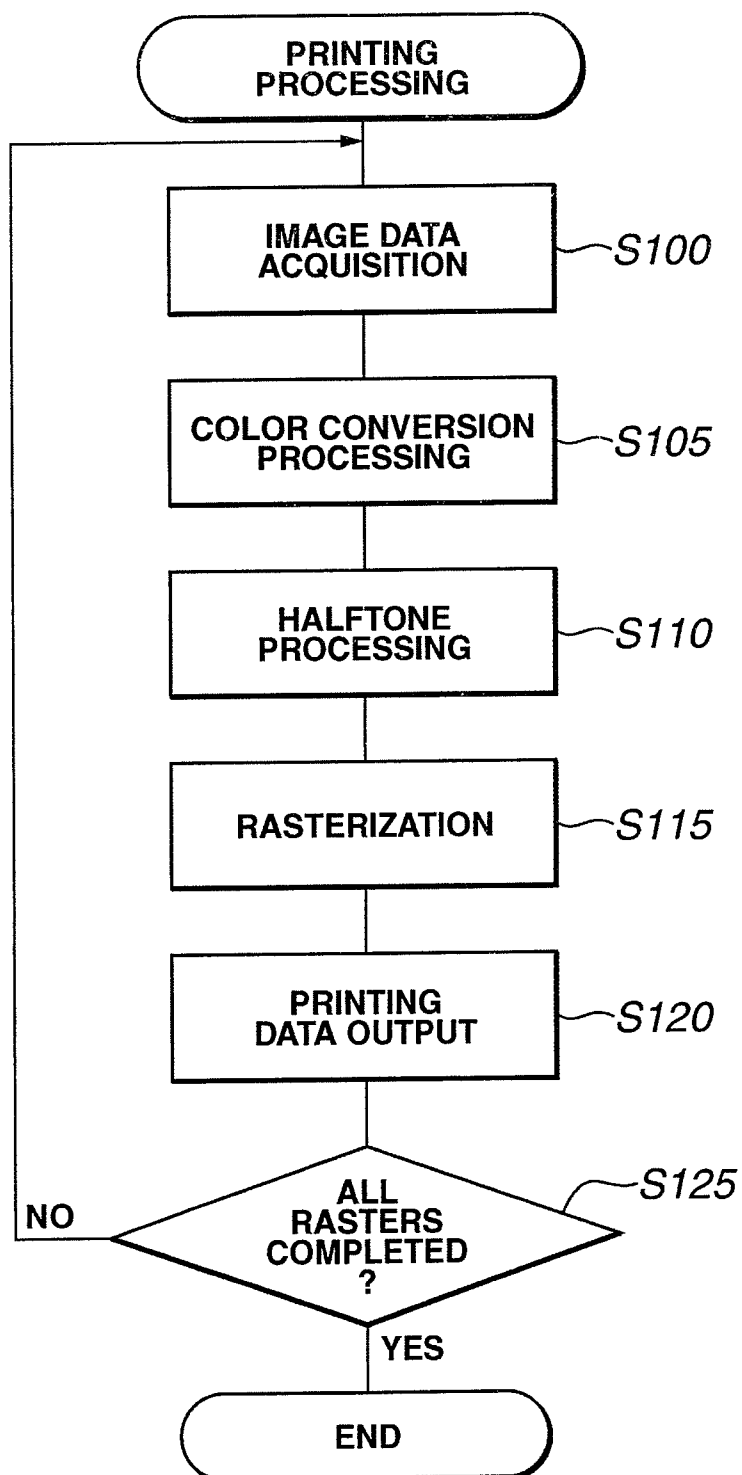 PRINTING
PROCESSING
IMAGE DATA
ACQUISITION
S100
COLOR CONVERSION
PROCESSING
S105
HALFTONE
PROCESSING
S110
RASTERIZATION
S115
PRINTING
DATA OUTPUT
S120
ALL
RASTERS
COMPLETED
?
S125
NO
YES
END